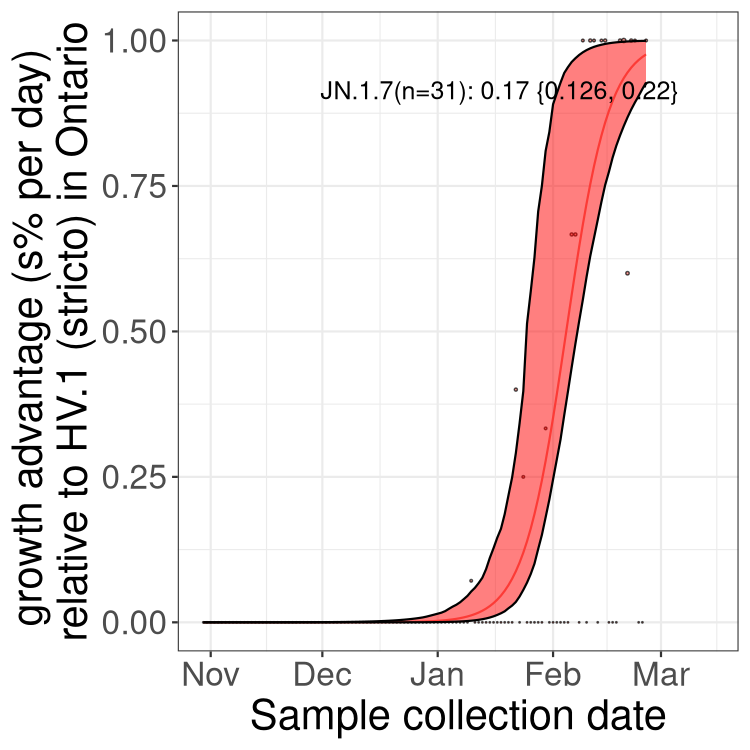 growth advantage (s% per day)
relative to HV.1 (stricto) in Ontario
1.00
0.75
0.50
0.25
0.00
JN.1.7(n=31): 0.17 {0.126, 0.22}
Nov Dec Jan Feb Mar
Sample collection date